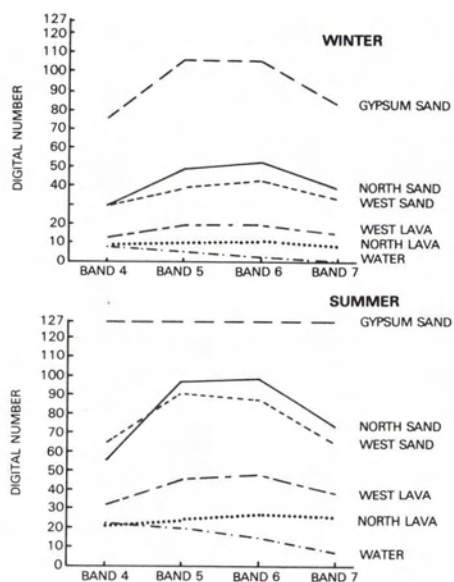 WINTER
DIGITAL NUMBER
127
120
110
100
90
80
70
60
50
40
30
20
10
0
GYPSUM SAND
NORTH SAND
WEST SAND
WEST LAVA
NORTH LAVA
WATER
BAND 4 BAND 5 BAND 6 BAND 7
SUMMER
DIGITAL NUMBER
127
120
110
100
90
80
70
60
50
40
30
20
10
0
GYPSUM SAND
NORTH SAND
WEST SAND
WEST LAVA
NORTH LAVA
WATER
BAND 4 BAND 5 BAND 6 BAND 7